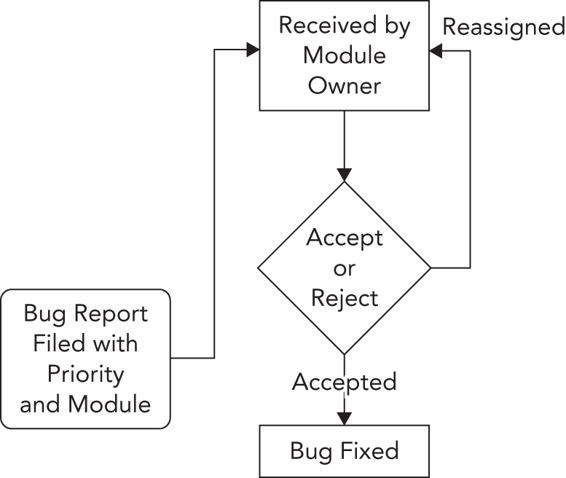 Received by
Module
Owner
Reassigned
Accept
or
Reject
Bug Report
Filed with
Priority
and Module
Accepted
Bug Fixed